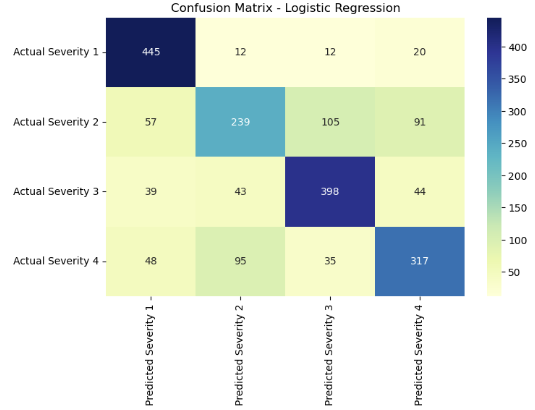 Confusion Matrix - Logistic Regression
Actual Severity 1
445 12 12 20
Actual Severity 2
57 239 105 91
Actual Severity 3
39 43 398 44
Actual Severity 4
48 95 35 317
Predicted Severity 1
Predicted Severity 2
Predicted Severity 3
Predicted Severity 4
400
350
300
250
200
150
100
50